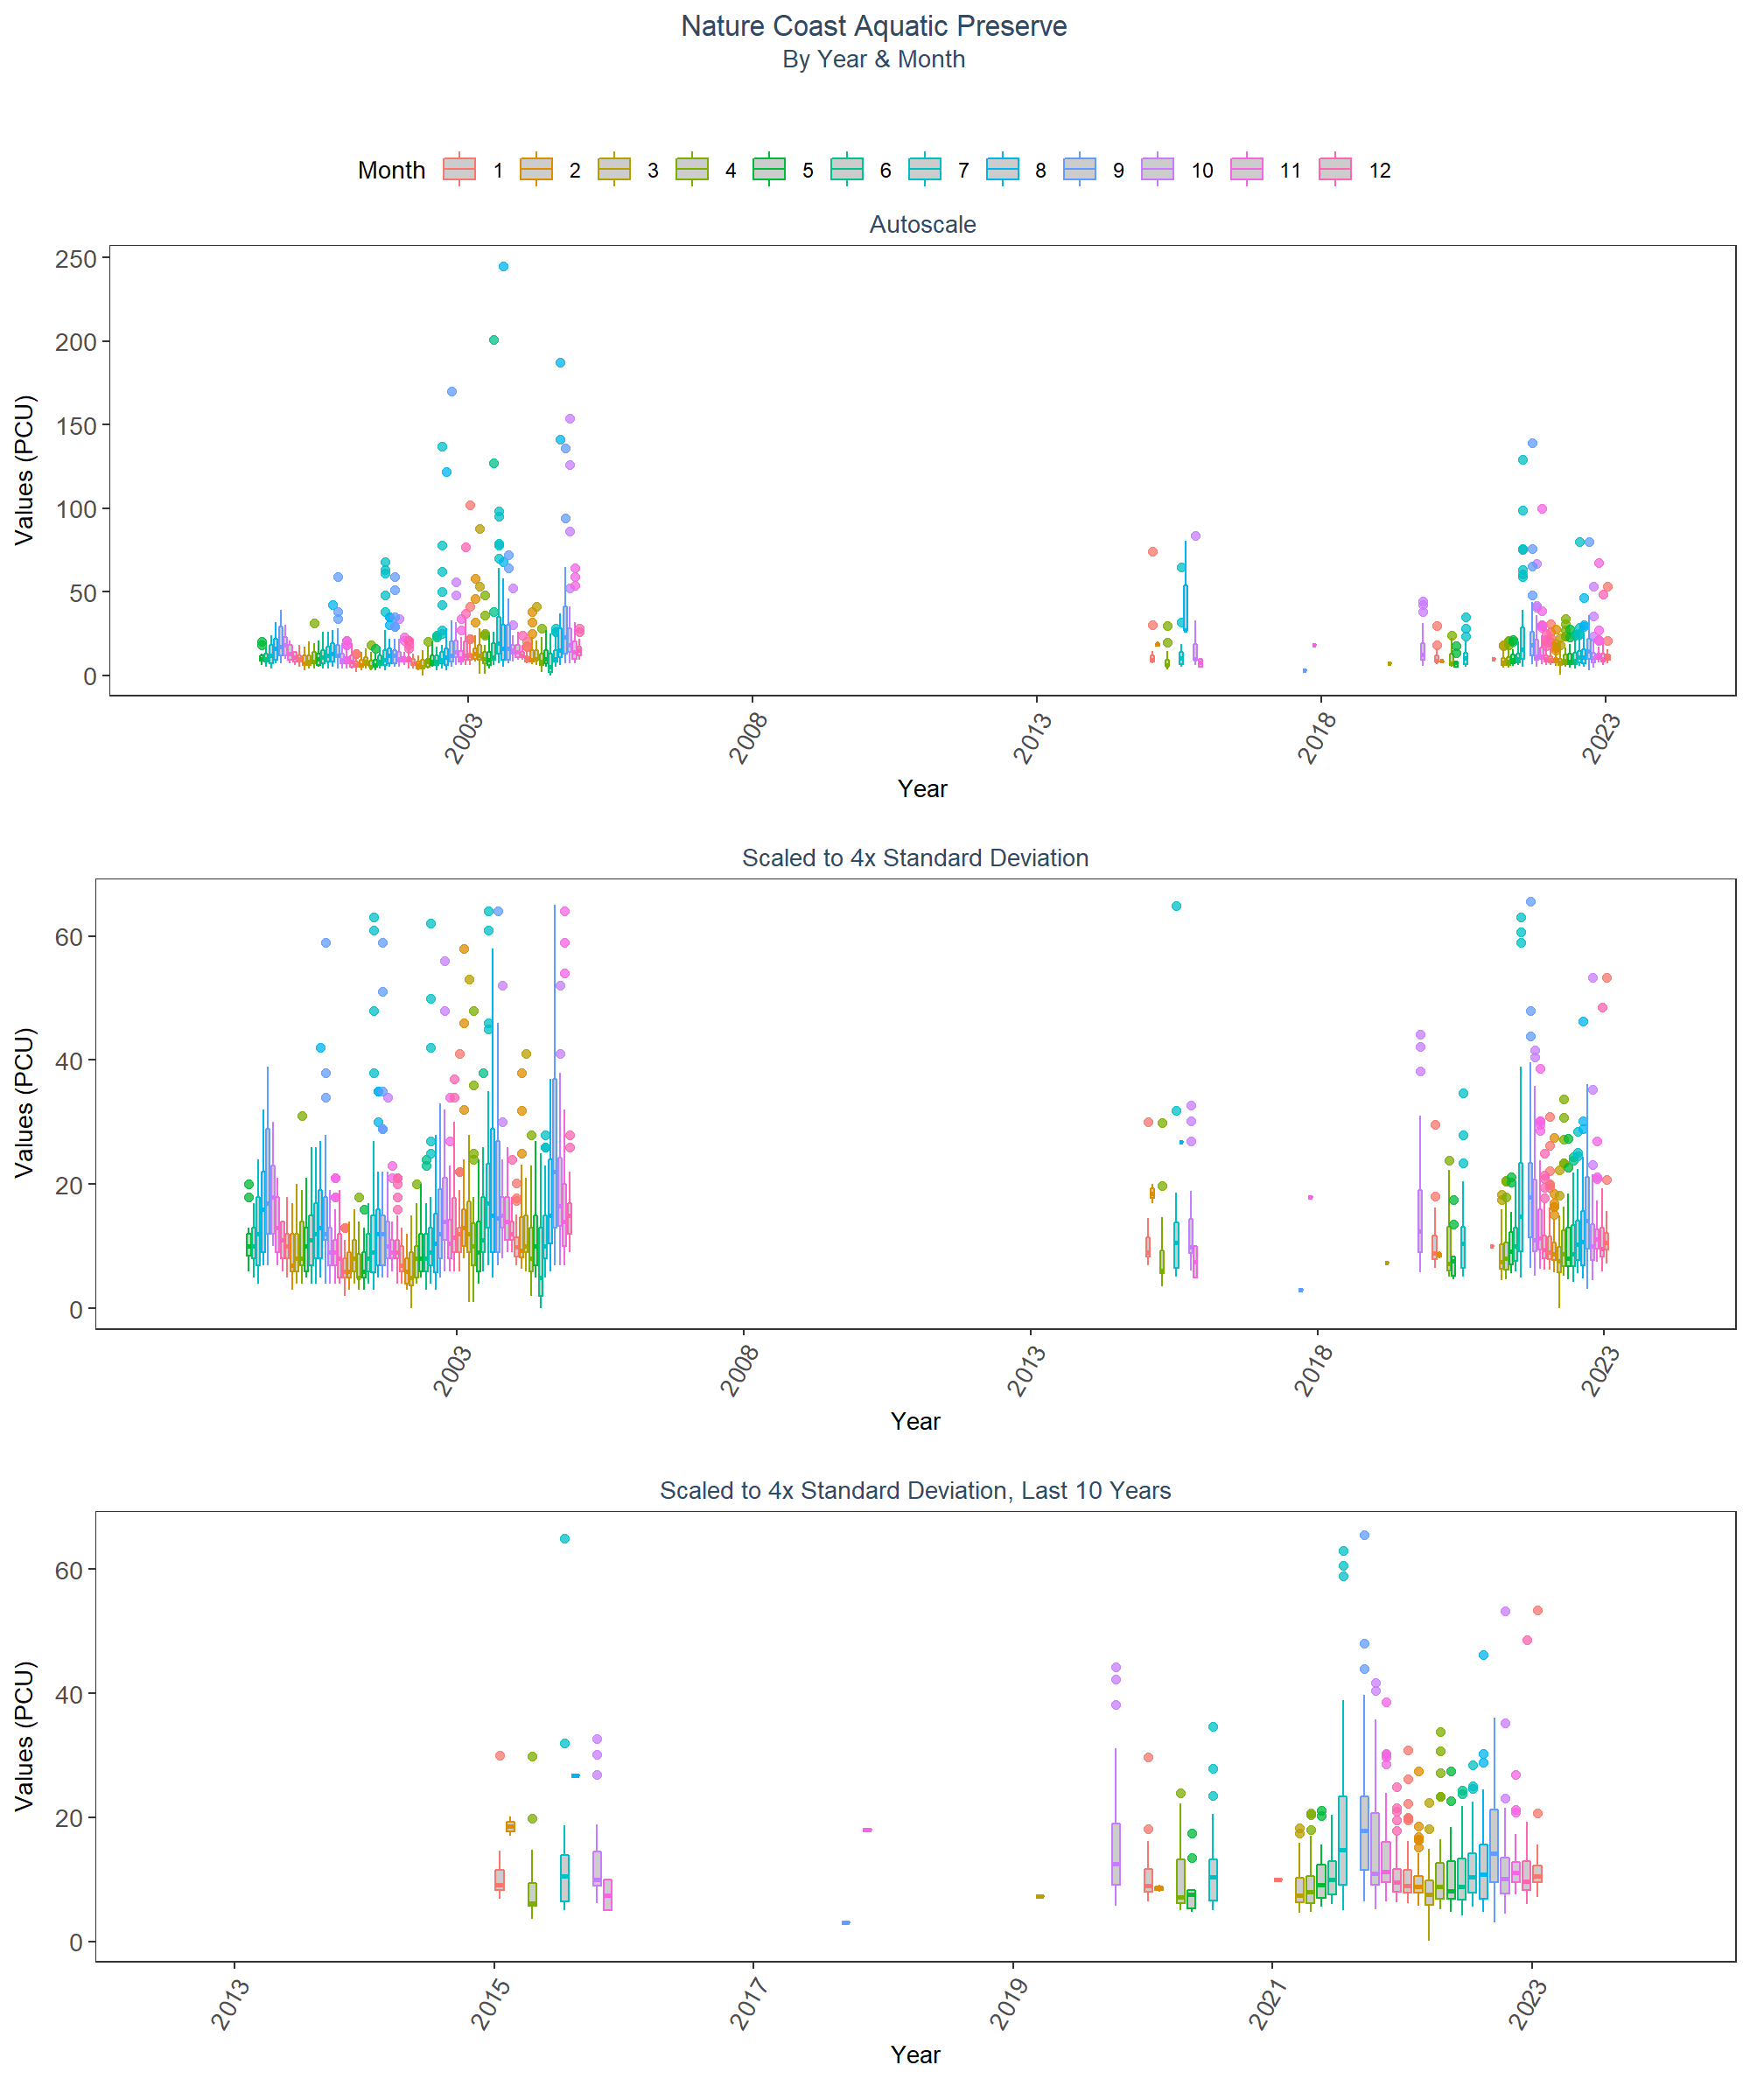 Nature Coast Aquatic Preserve
By Year & Month
Month 1 2 3 4 5 6 7 8 9 10 11 12
Autoscale
Values (PCU)
250
200
150
100
50
0
2003 2008 2013 2018 2023
Year
Scaled to 4x Standard Deviation
Values (PCU)
60
40
20
0
2003 2008 2013 2018 2023
Year
Scaled to 4x Standard Deviation, Last 10 Years
Values (PCU)
60
40
20
0
2013 2015 2017 2019 2021 2023
Year